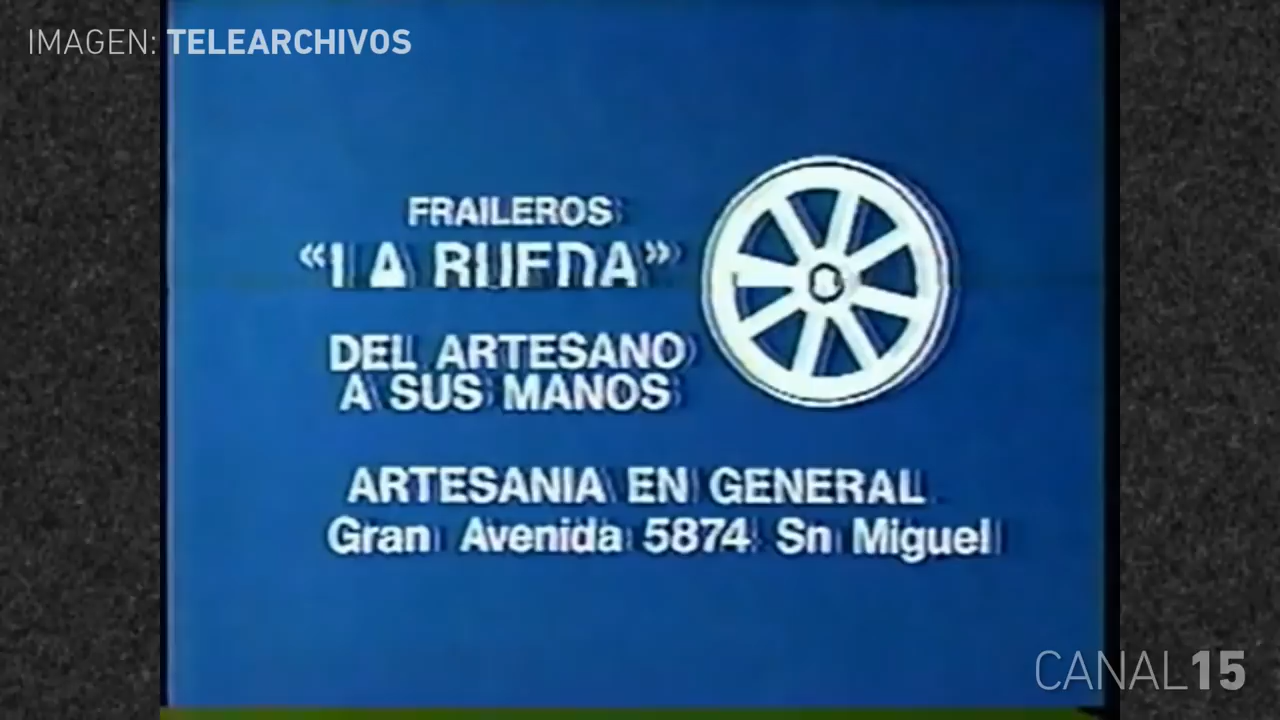 IMAGEN: TELEARCHIVOS
FRAILEROS
“LA RUEDA”
DEL ARTESANO
A SUS MANOS
ARTESANIA EN GENERAL
Gran Avenida 5874 Sn Miguel
CANAL15